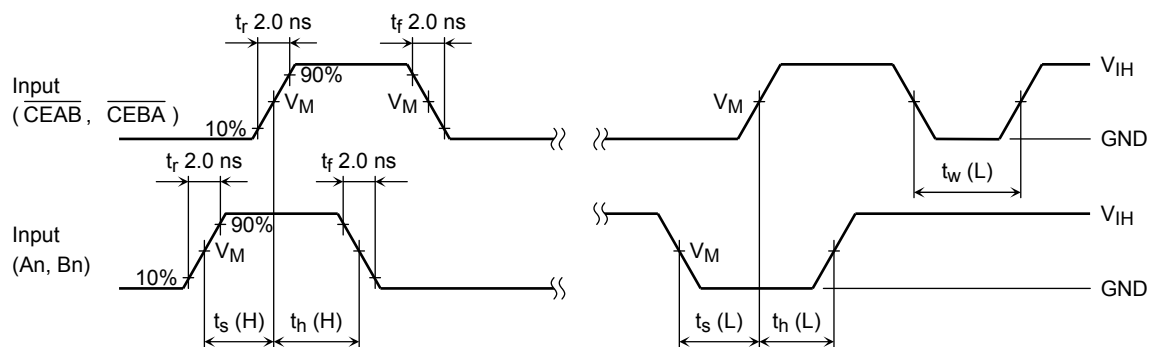 tr 2.0 ns
tf 2.0 ns
Input
(CEAB, CEBA)
90%
VM
VM
10%
VM
VIH
GND
tw (L)
tr 2.0 ns
tf 2.0 ns
Input
(An, Bn)
90%
VM
10%
VM
VIH
GND
ts (H)
th (H)
ts (L)
th (L)